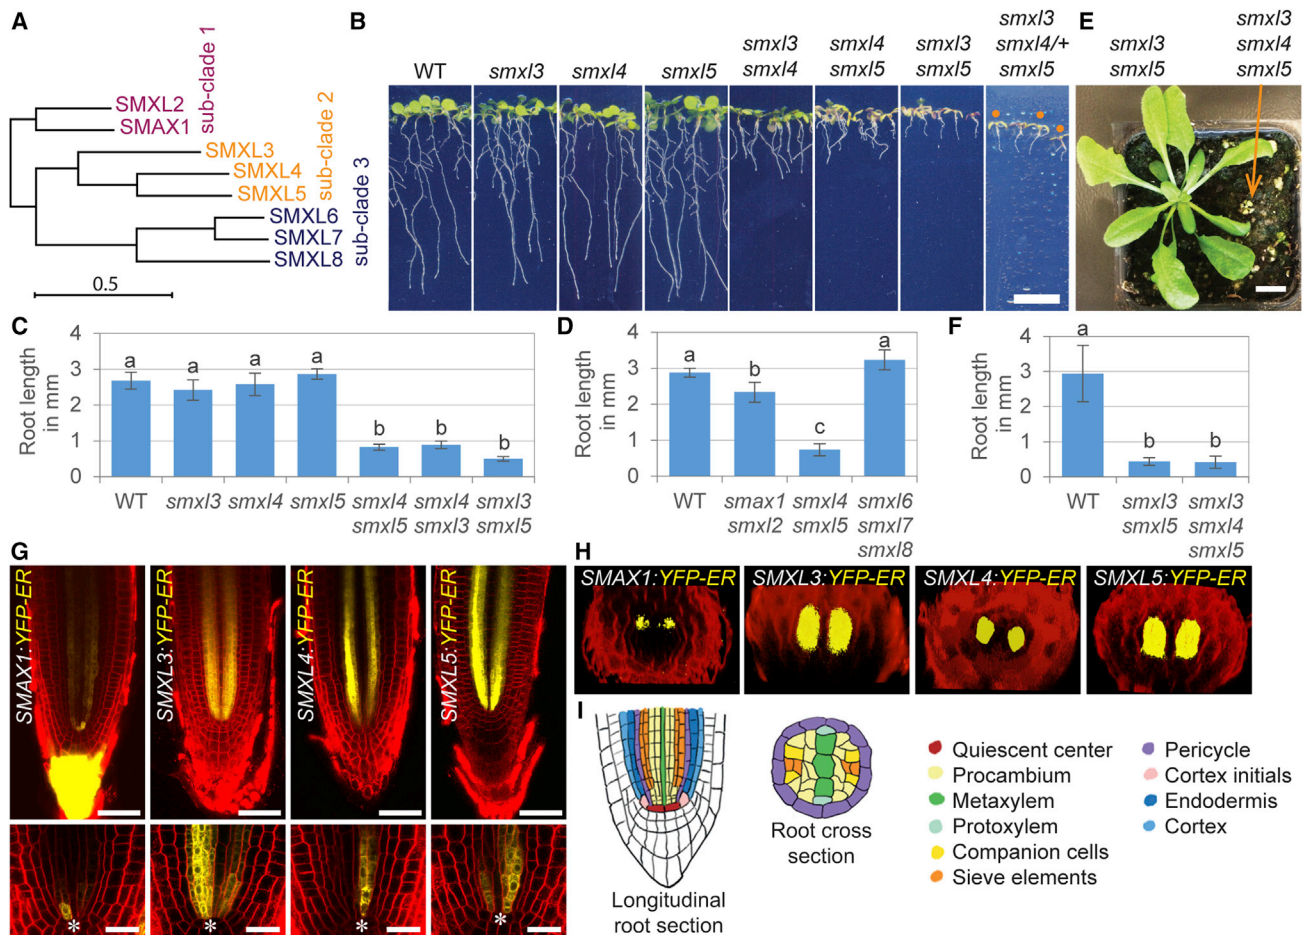 A
SMXL2
SMAX1
sub-clade 1
SMXL3
SMXL4
SMXL5
sub-clade 2
SMXL6
SMXL7
SMXL8
sub-clade 3
0.5
B
WT
smxl3
smxl4
smxl5
smxl3
smxl4
smxl4
smxl5
smxl3
smxl5
smxl3
smxl4/+
smxl5
E
smxl3
smxl5
smxl3
smxl4
smxl5
C
Root length
in mm
4
3
2
1
0
a
a
a
a
b
b
b
WT
smxl3
smxl4
smxl5
smxl4
smxl5
smxl4
smxl3
smxl3
smxl5
D
Root length
in mm
4
3
2
1
0
a
b
c
a
WT
smax1
smxl2
smxl4
smxl5
smxl6
smxl7
smxl8
F
Root length
in mm
4
3
2
1
0
a
b
b
WT
smxl3
smxl5
smxl3
smxl4
smxl5
G
SMAX1:YFP-ER
SMXL3:YFP-ER
SMXL4:YFP-ER
SMXL5:YFP-ER
*
*
*
*
H
SMAX1:YFP-ER
SMXL3:YFP-ER
SMXL4:YFP-ER
SMXL5:YFP-ER
I
Longitudinal
root section
Root cross
section
Quiescent center
Procambium
Metaxylem
Protoxylem
Companion cells
Sieve elements
Pericycle
Cortex initials
Endodermis
Cortex